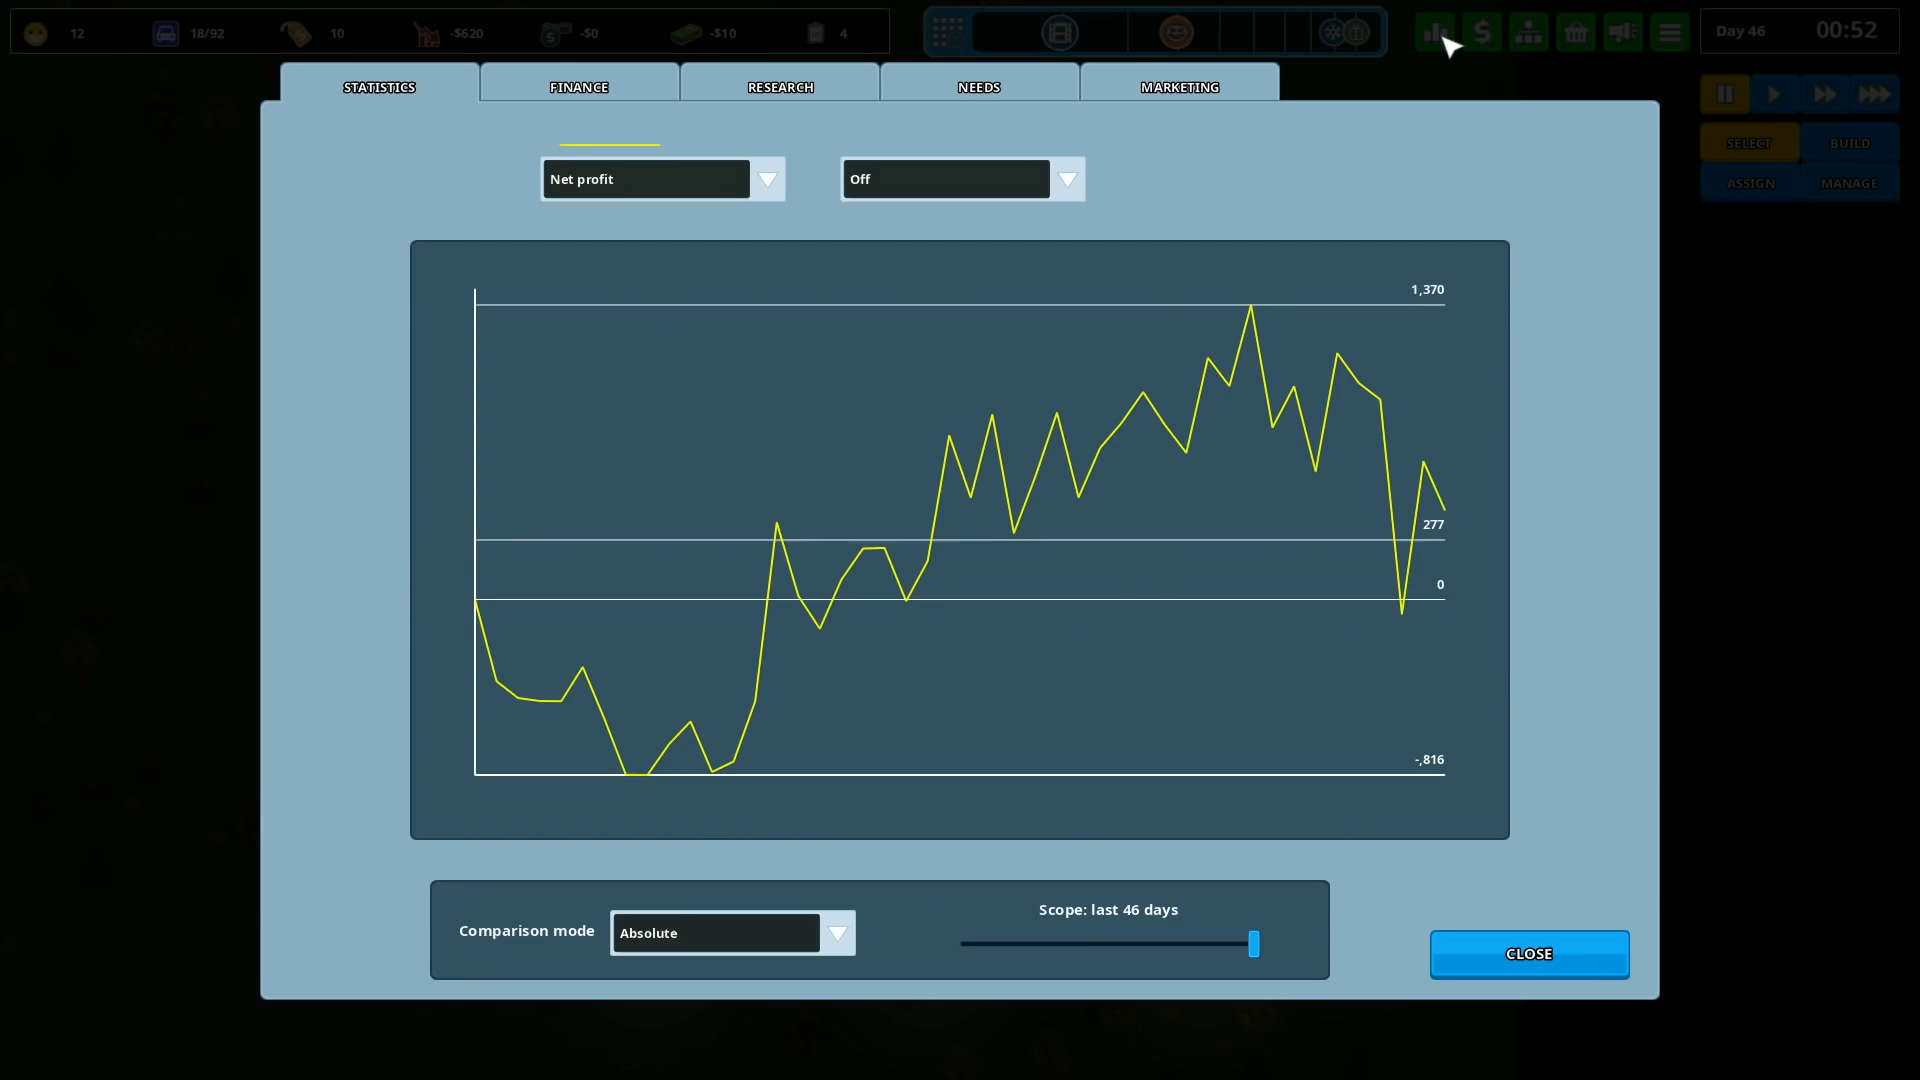 12 18/92 10 -$620 -$0 -$10 4 Day 46 00:52
STATISTICS FINANCE RESEARCH NEEDS MARKETING
SELECT BUILD
ASSIGN MANAGE
Net profit Off
1,370
277
0
-,816
Scope: last 46 days
Comparison mode Absolute
CLOSE